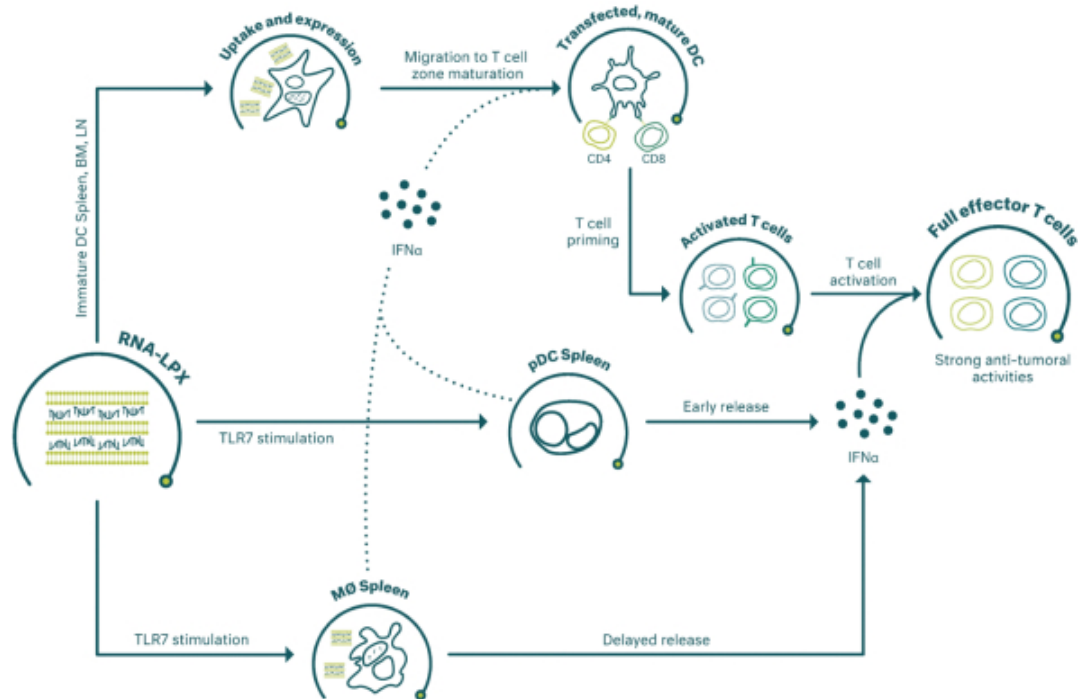 Uptake and expression
Migration to T cell
zone maturation
Transfected, mature DC
CD4
CD8
Immature DC Spleen, BM, LN
IFNα
T cell
priming
Activated T cells
T cell
activation
Full effector T cells
Strong anti-tumoral
activities
RNA-LPX
TLR7 stimulation
pDC Spleen
Early release
IFNα
MØ Spleen
TLR7 stimulation
Delayed release